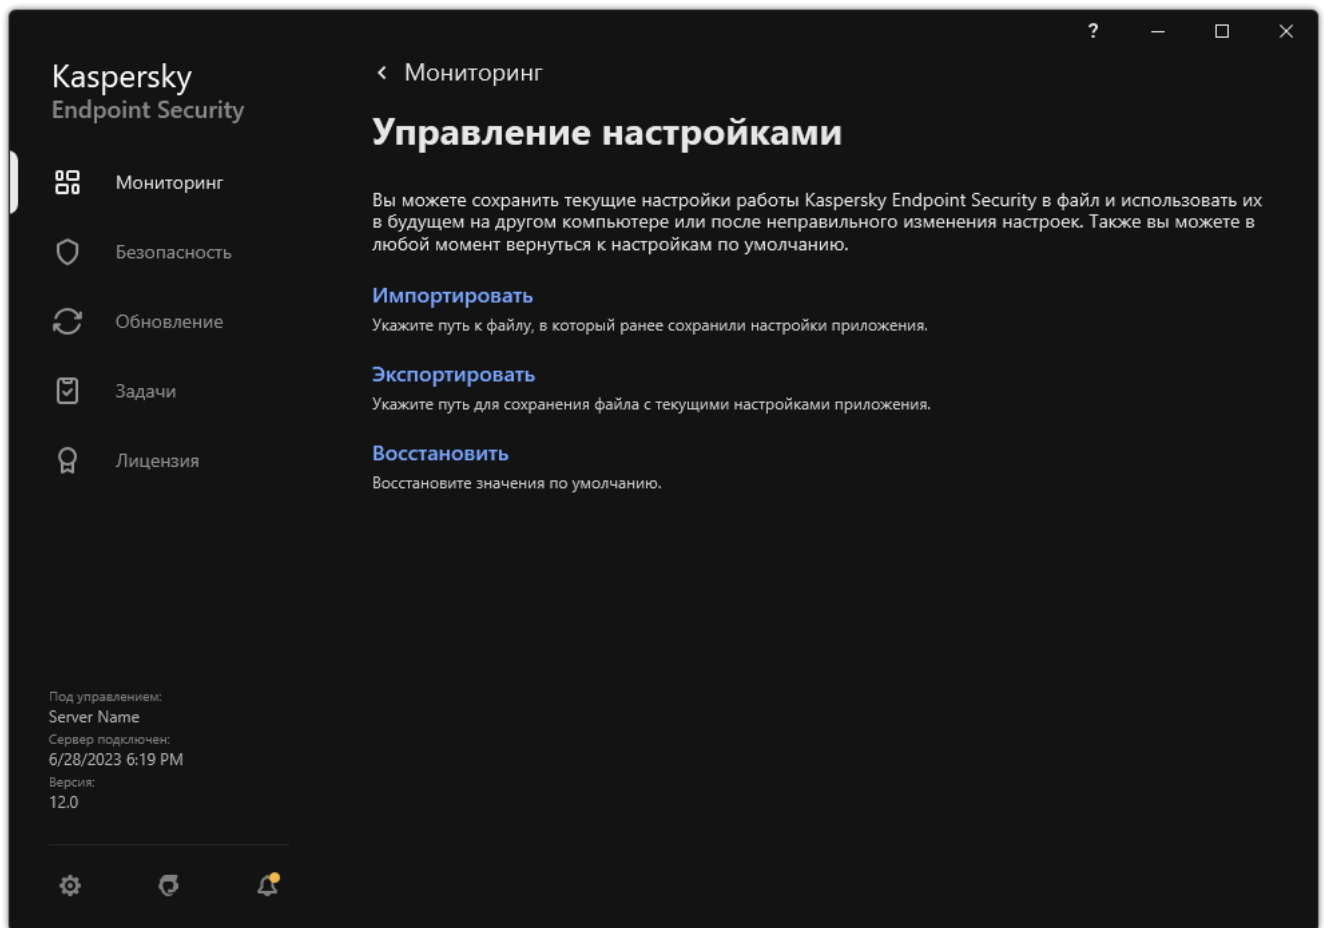 ?
Kaspersky
Endpoint Security
Мониторинг
Безопасность
Обновление
Задачи
Лицензия
Под управлением:
Server Name
Сервер подключен:
6/28/2023 6:19 PM
Версия:
12.0
Мониторинг
Управление настройками
Вы можете сохранить текущие настройки работы Kaspersky Endpoint Security в файл и использовать их
в будущем на другом компьютере или после неправильного изменения настроек. Также вы можете в
любой момент вернуться к настройкам по умолчанию.
Импортировать
Укажите путь к файлу, в который ранее сохранили настройки приложения.
Экспортировать
Укажите путь для сохранения файла с текущими настройками приложения.
Восстановить
Восстановите значения по умолчанию.